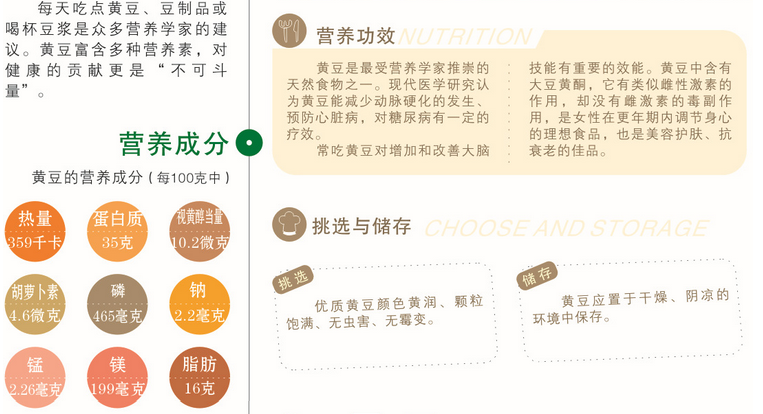 每天吃点黄豆、豆制品或
喝杯豆浆是众多营养学家的建
议。黄豆富含多种营养素，对
健康的贡献更是“不可斗
量”。
营养成分
黄豆的营养成分（每100克中）
热量
359千卡
蛋白质
35克
视黄醇当量
10.2微克
胡萝卜素
4.6微克
磷
465毫克
钠
2.2毫克
锰
2.26毫克
镁
199毫克
脂肪
16克
营养功效NUTRITION
黄豆是最受营养学家推崇的
天然食物之一。现代医学研究认
为黄豆能减少动脉硬化的发生、
预防心脏病，对糖尿病有一定的
疗效。
常吃黄豆对增加和改善大脑
技能有重要的效能。黄豆中含有
大豆黄酮，它有类似雌性激素的
作用，却没有雌激素的毒副作
用，是女性在更年期内调节身心
的理想食品，也是美容护肤、抗
衰老的佳品。
挑选与储存 CHOOSE AND STORAGE
挑选
优质黄豆颜色黄润、颗粒
饱满、无虫害、无霉变。
储存
黄豆应置于干燥、阴凉的
环境中保存。